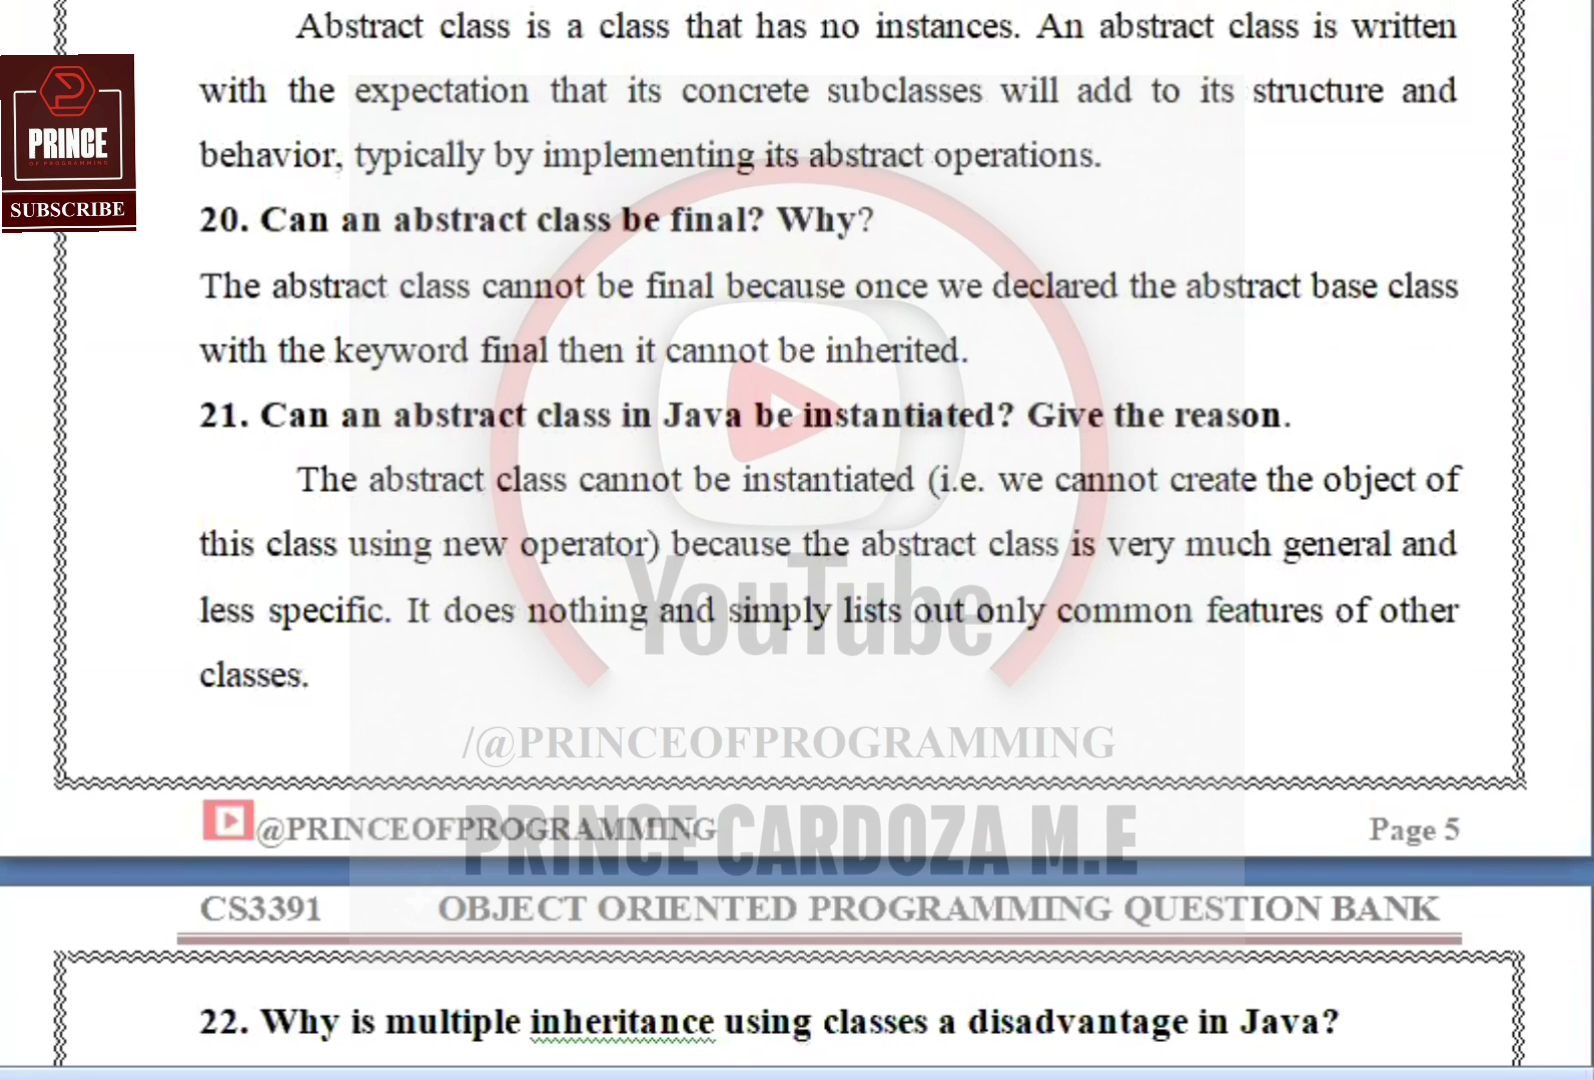 Abstract class is a class that has no instances. An abstract class is written
with the expectation that its concrete subclasses will add to its structure and
behavior, typically by implementing its abstract operations.
PRINCE
OF PROGRAMMING
SUBSCRIBE
20. Can an abstract class be final? Why?
The abstract class cannot be final because once we declared the abstract base class
with the keyword final then it cannot be inherited.
21. Can an abstract class in Java be instantiated? Give the reason.
The abstract class cannot be instantiated (i.e. we cannot create the object of
this class using new operator) because the abstract class is very much general and
less specific. It does nothing and simply lists out only common features of other
classes.
YouTube
/@PRINCEOFPROGRAMMING
PRINCE CARDOZA M.E
@PRINCEOFPROGRAMMING Page 5
CS3391 OBJECT ORIENTED PROGRAMMING QUESTION BANK
22. Why is multiple inheritance using classes a disadvantage in Java?